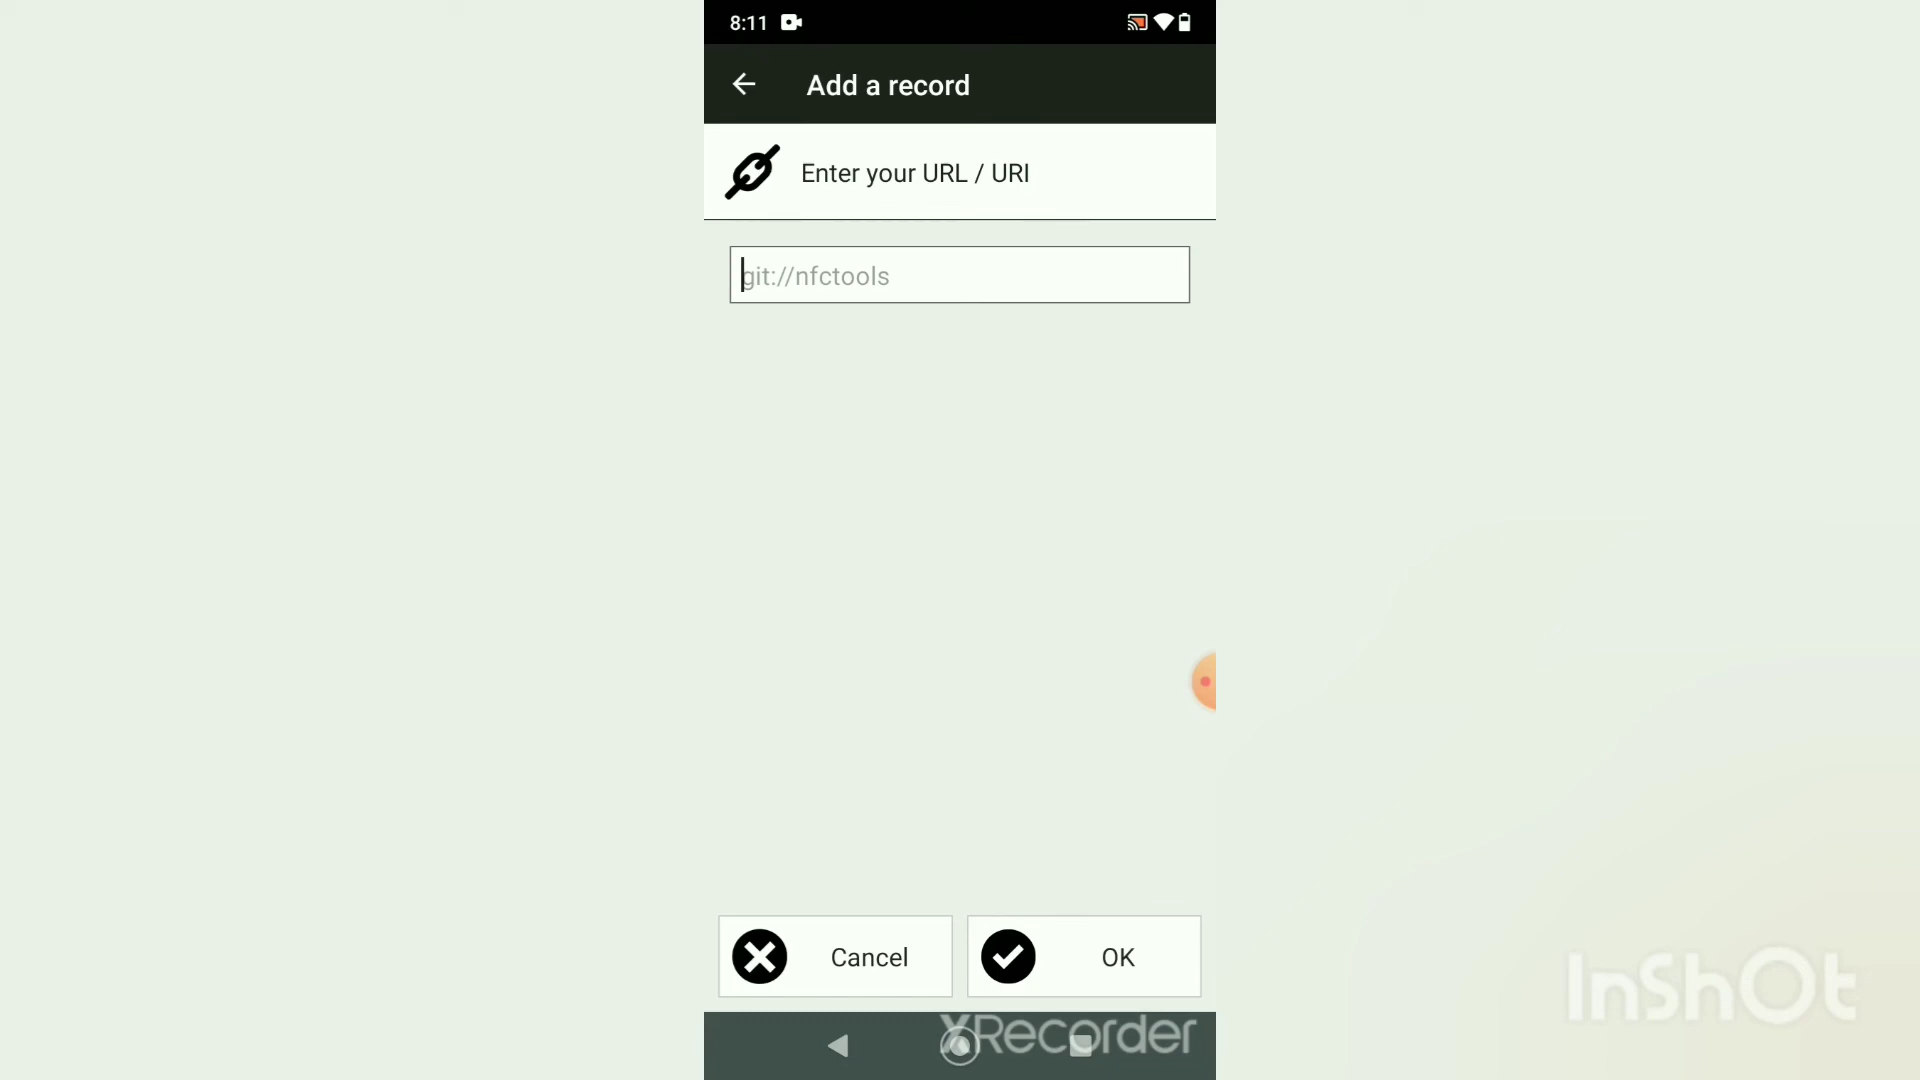 8:11
Add a record
Enter your URL / URI
git://nfctools
Cancel
OK
XRecorder
InShOt